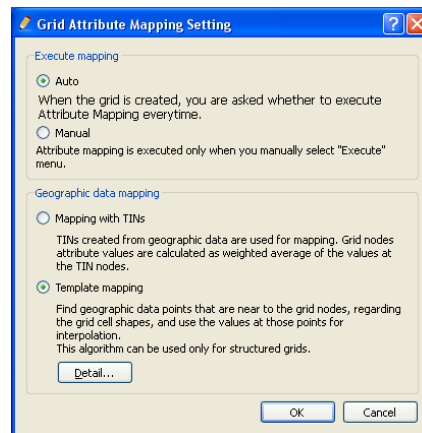 Grid Attribute Mapping Setting
Execute mapping
Auto
When the grid is created, you are asked whether to execute
Attribute Mapping everytime.
Manual
Attribute mapping is executed only when you manually select "Execute"
menu.
Geographic data mapping
Mapping with TINs
TINs created from geographic data are used for mapping. Grid nodes
attribute values are calculated as weighted average of the values at
the TIN nodes.
Template mapping
Find geographic data points that are near to the grid nodes, regarding
the grid cell shapes, and use the values at those points for
interpolation.
This algorithm can be used only for structured grids.
Detail...
OK Cancel